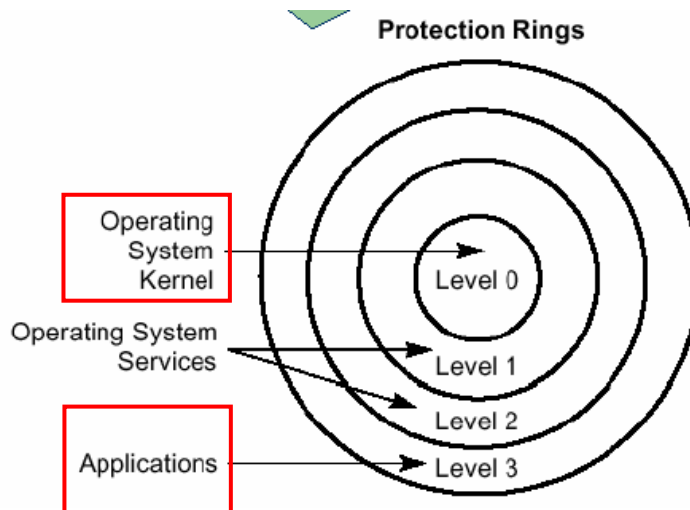 Protection Rings
Operating
System
Kernel
Level 0
Operating System
Services
Level 1
Level 2
Applications
Level 3